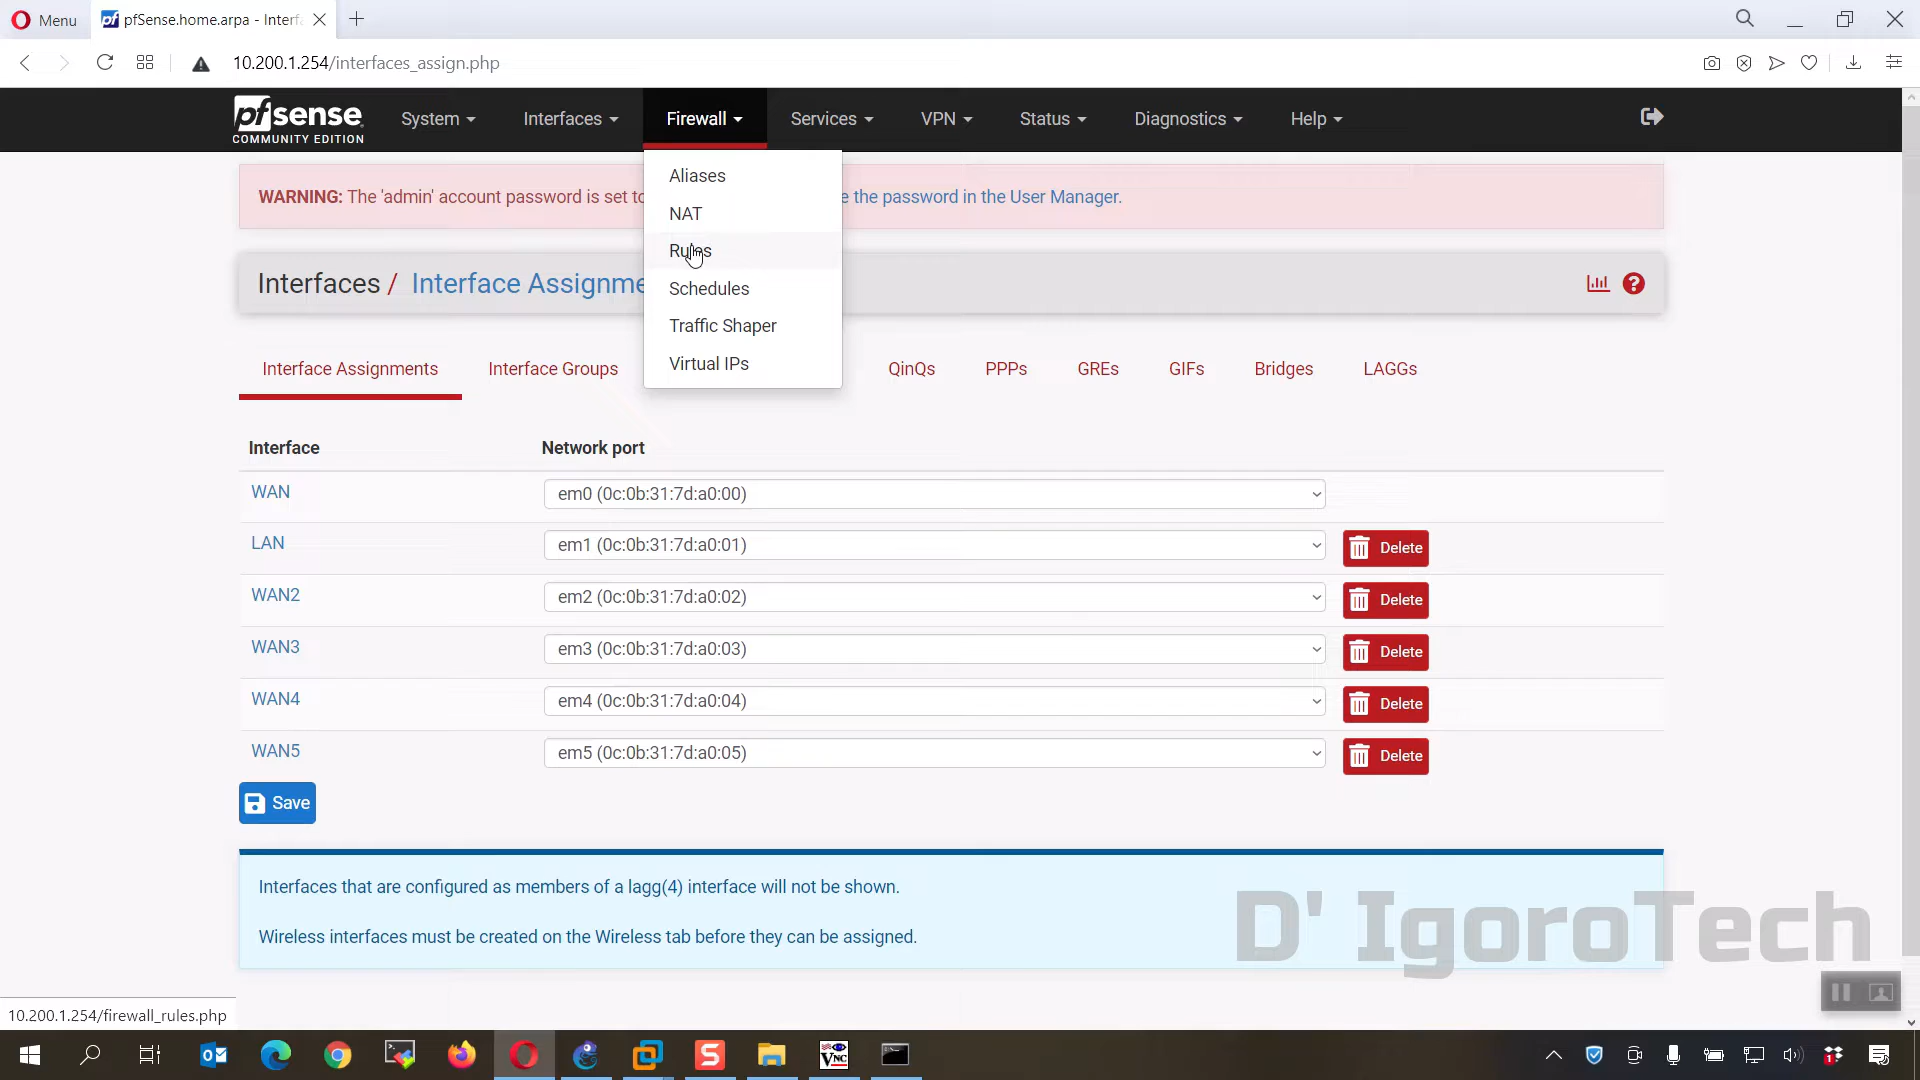 Menu
pfSense.home.arpa - Interfa
10.200.1.254/interfaces_assign.php
pfsense
COMMUNITY EDITION
System
Interfaces
Firewall
Services
VPN
Status
Diagnostics
Help
Aliases
NAT
Rules
Schedules
Traffic Shaper
Virtual IPs
WARNING: The 'admin' account password is set to e the password in the User Manager.
Interfaces / Interface Assignme
Interface Assignments
Interface Groups
QinQs
PPPs
GREs
GIFs
Bridges
LAGGs
Interface Network port
WAN em0 (0c:0b:31:7d:a0:00)
LAN em1 (0c:0b:31:7d:a0:01) Delete
WAN2 em2 (0c:0b:31:7d:a0:02) Delete
WAN3 em3 (0c:0b:31:7d:a0:03) Delete
WAN4 em4 (0c:0b:31:7d:a0:04) Delete
WAN5 em5 (0c:0b:31:7d:a0:05) Delete
Save
Interfaces that are configured as members of a lagg(4) interface will not be shown.
Wireless interfaces must be created on the Wireless tab before they can be assigned.
D' IgoroTech
10.200.1.254/firewall_rules.php
VNC